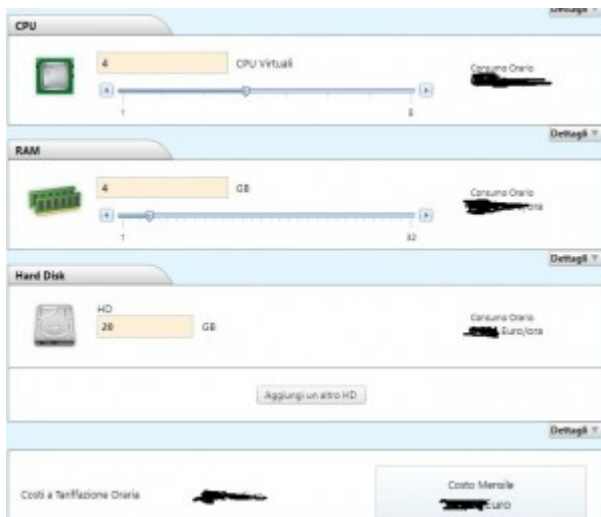 Dettagli
CPU
4 CPU Virtuali
Consumo Orario
1 8
Dettagli
RAM
4 GB
Consumo Orario
/ora
1 32
Dettagli
Hard Disk
HD
20 GB
Consumo Orario
Euro/ora
Aggiungi un altro HD
Dettagli
Costo Mensile
Costi a Tariffazione Oraria
Euro